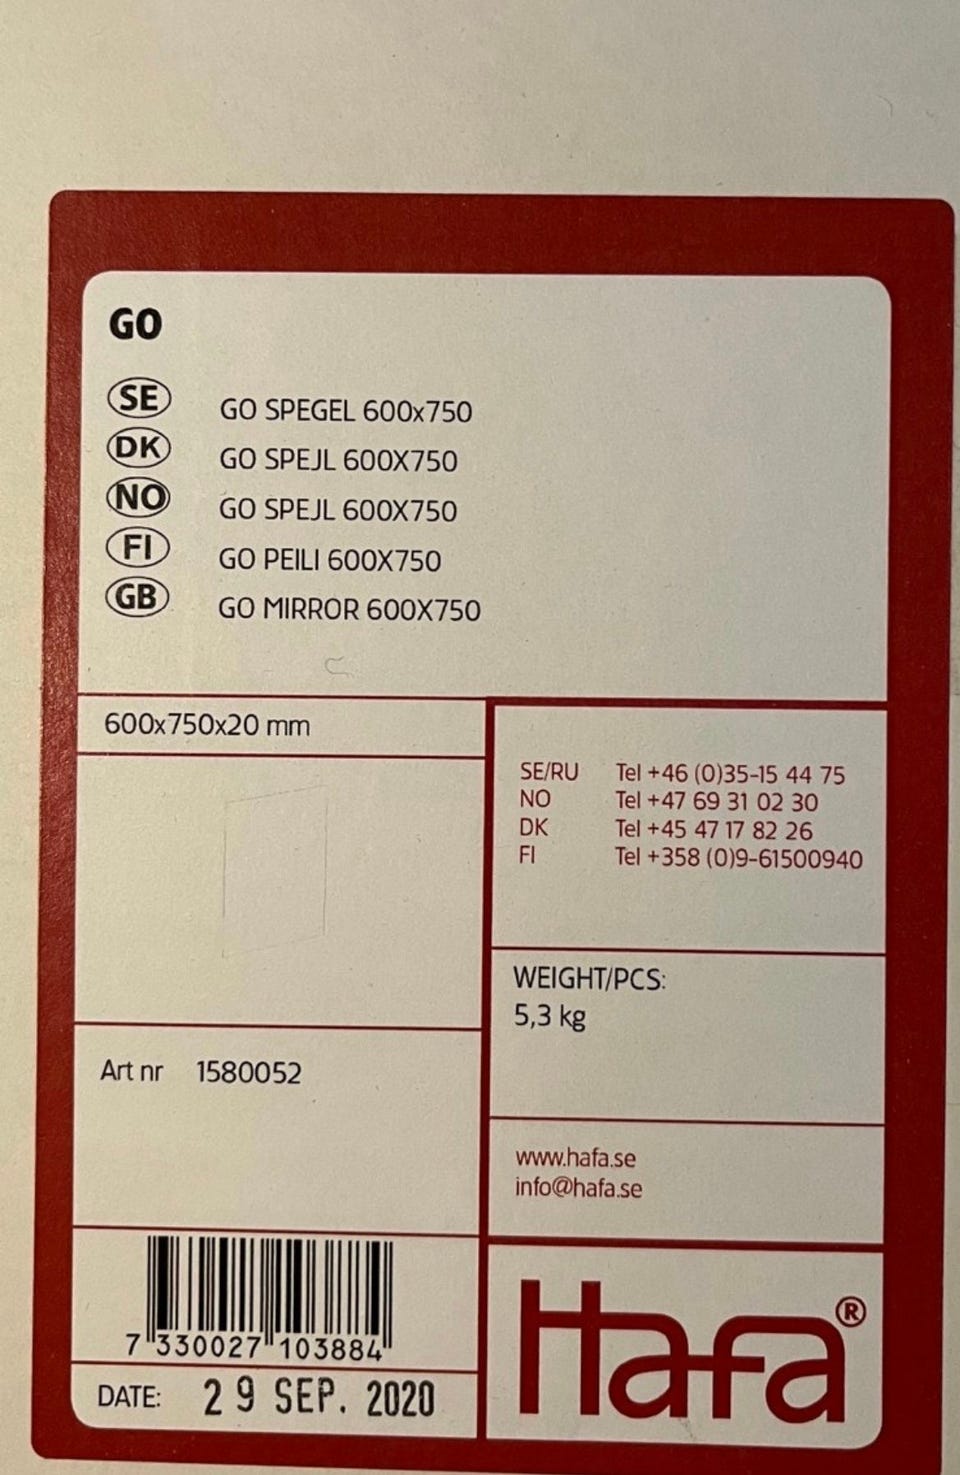 GO
SE GO SPEGEL 600x750
DK GO SPEJL 600X750
NO GO SPEJL 600X750
FI GO PEILI 600X750
GB GO MIRROR 600X750
600x750x20 mm
SE/RU Tel +46 (0)35-15 44 75
NO Tel +47 69 31 02 30
DK Tel +45 47 17 82 26
FI Tel +358 (0)9-61500940
WEIGHT/PCS:
5,3 kg
Art nr 1580052
www.hafa.se
info@hafa.se
7 330027 103884
DATE: 29 SEP. 2020
Hafa®